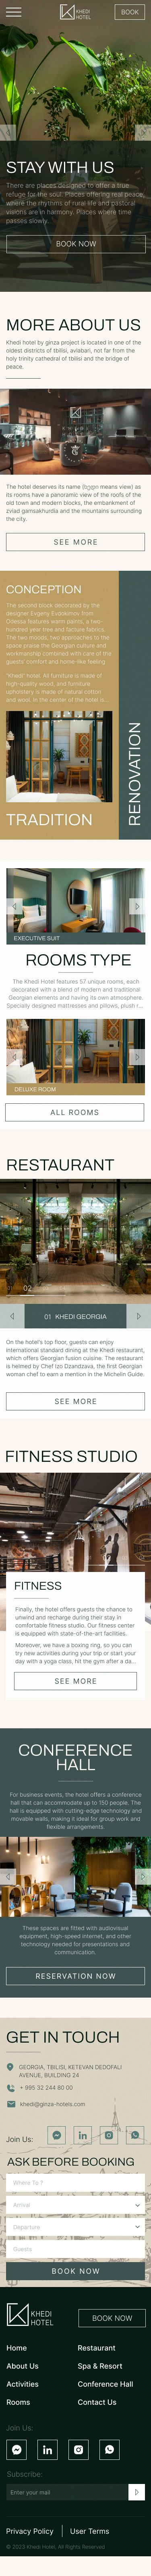 KHEDI
HOTEL
BOOK
STAY WITH US
There are places designed to offer a true
refuge for the soul. Places offering real peace,
where the rhythms of rural life and pastoral
visions are in harmony. Places where time
passes slowly.
BOOK NOW
MORE ABOUT US
Khedi hotel by ginza project is located in one of the
oldest districts of tbilisi, avlabari, not far from the
holy trinity cathedral of tbilisi and the bridge of
peace.
The hotel deserves its name means view) as
its rooms have a panoramic view of the roofs of the
old town and modern blocks, the embankment of
zviad gamsakhurdia and the mountains surrounding
the city.
SEE MORE
CONCEPTION
The second block decorated by the
designer Evgeny Evdokimov from
Odessa features warm paints, a two-
hundred year tree and facture fabrics.
The two moods, two approaches to the
space praise the Georgian culture and
workmanship combined with care of the
guests' comfort and home-like feeling
"Khedi" hotel. All furniture is made of
high-quality wood, and furniture
upholstery is made of natural cotton
and wool. In the center of the hotel is...
RENOVATION
TRADITION
EXECUTIVE SUIT
ROOMS TYPE
The Khedi Hotel features 57 unique rooms, each
decorated with a blend of modern and traditional
Georgian elements and having its own atmosphere.
Specially designed mattresses and pillows, plush r...
DELUXE ROOM
ALL ROOMS
RESTAURANT
02
01 KHEDI GEORGIA
On the hotel's top floor, guests can enjoy
international standard dining at the Khedi Restaurant,
which offers Georgian fusion cuisine. The restaurant
is helmed by Chef Izo Dzandzava, the first Georgian
woman chef to earn a mention in the Michelin Guide.
SEE MORE
FITNESS STUDIO
FITNESS
Finally, the hotel offers guests the chance to
unwind and recharge during their stay in
comfortable fitness studio. Our fitness center
is equipped with state-of-the-art facilities.
Moreover, we have a boxing ring, so you can
try new activities during your trip or start your
day with a yoga class, hit the gym after a da...
SEE MORE
CONFERENCE
HALL
For business events, the hotel offers a conference
hall that can accommodate up to 150 people. The
hall is equipped with cutting-edge technology and
movable walls, making it ideal for group work and
flexible arrangements.
These spaces are fitted with audiovisual
equipment, high-speed internet, and other
technology needed for presentations and
communication.
RESERVATION NOW
GET IN TOUCH
GEORGIA, TBILISI, KETEVAN DEDOFALI
AVENUE, BUILDING 24
+ 995 32 244 80 00
khedi@ginza-hotels.com
Join Us:
ASK BEFORE BOOKING
Where To ?
Arrival
Departure
Guests
BOOK NOW
KHEDI
HOTEL
BOOK NOW
Home
Restaurant
About Us
Spa & Resort
Activities
Conference Hall
Rooms
Contact Us
Join Us:
Subscribe:
Enter your mail
Privacy Policy
User Terms
© 2023 Khedi Hotel, All Rights Reserved